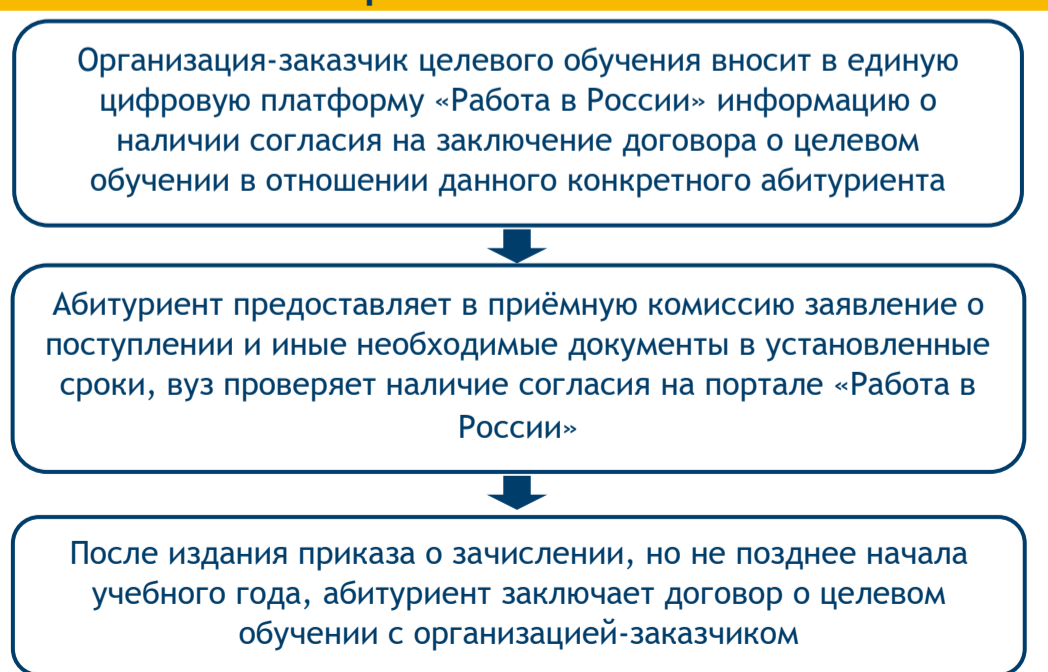 Организация-заказчик целевого обучения вносит в единую
цифровую платформу «Работа в России» информацию о
наличии согласия на заключение договора о целевом
обучении в отношении данного конкретного абитуриента
Абитуриент предоставляет в приёмную комиссию заявление о
поступлении и иные необходимые документы в установленные
сроки, вуз проверяет наличие согласия на портале «Работа в
России»
После издания приказа о зачислении, но не позднее начала
учебного года, абитуриент заключает договор о целевом
обучении с организацией-заказчиком